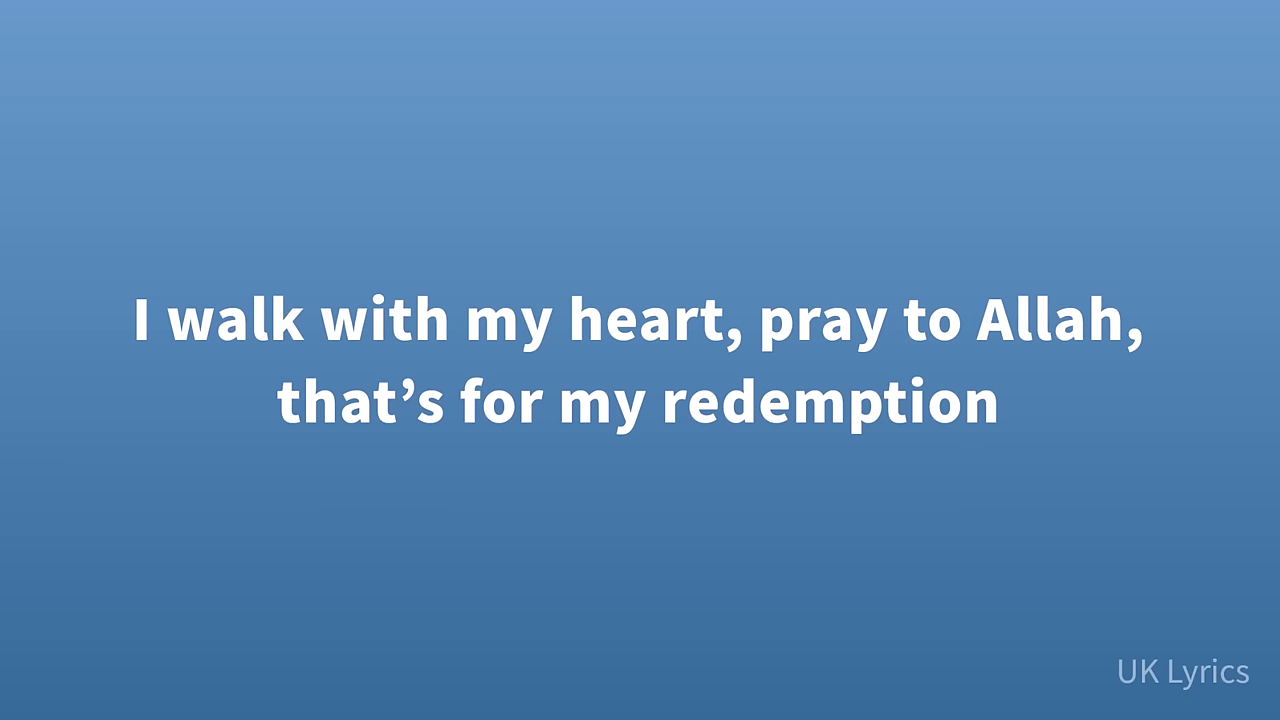 I walk with my heart, pray to Allah,
that’s for my redemption
UK Lyrics